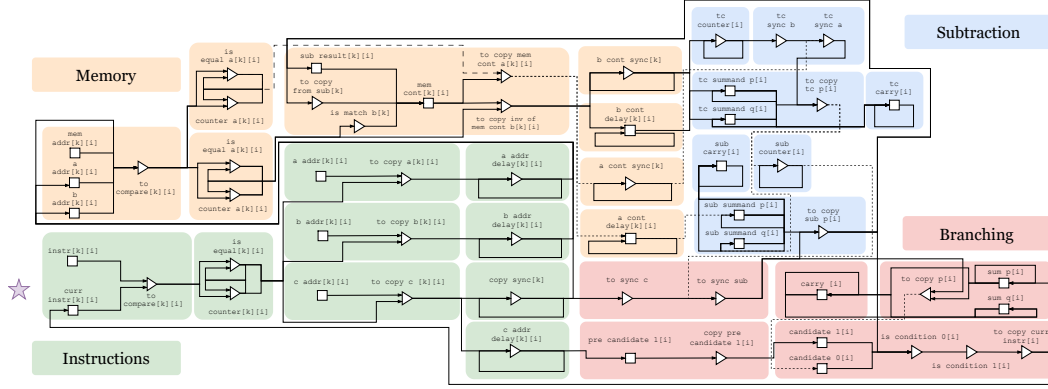 Memory
Subtraction
Branching
Instructions
is
equal a[k][i]
counter a[k][i]
sub result[k][i]
to copy
from sub[k]
is match b[k][i]
mem
cont[k][i]
to copy mem
cont a[k][i]
to copy inv of
mem cont b[k][i]
b cont sync[k]
b cont
delay[k][i]
tc
counter[i]
tc
sync b
tc
sync a
tc summand p[i]
tc summand q[i]
to copy
tc p[i]
tc
carry[i]
mem
addr[k][i]
a
addr[k][i]
b
addr[k][i]
to
compare[k][i]
is
equal a[k][i]
counter a[k][i]
a addr[k][i]
to copy a[k][i]
a addr
delay[k][i]
a cont sync[k]
a cont
delay[k][i]
sub
carry[i]
sub
counter[i]
sub summand p[i]
sub summand q[i]
to copy
sub p[i]
b addr[k][i]
to copy b[k][i]
b addr
delay[k][i]
instr[k][i]
curr
instr[k][i]
to
compare[k][i]
is
equal[k][i]
counter[k][i]
c addr[k][i]
to copy c [k][i]
copy sync[k]
to sync c
to sync sub
carry [i]
to copy p[i]
sum p[i]
sum q[i]
c addr
delay[k][i]
pre candidate 1[i]
copy pre
candidate 1[i]
candidate 1[i]
candidate 0[i]
is condition 0[i]
is condition 1[i]
to copy curr
instr[i]